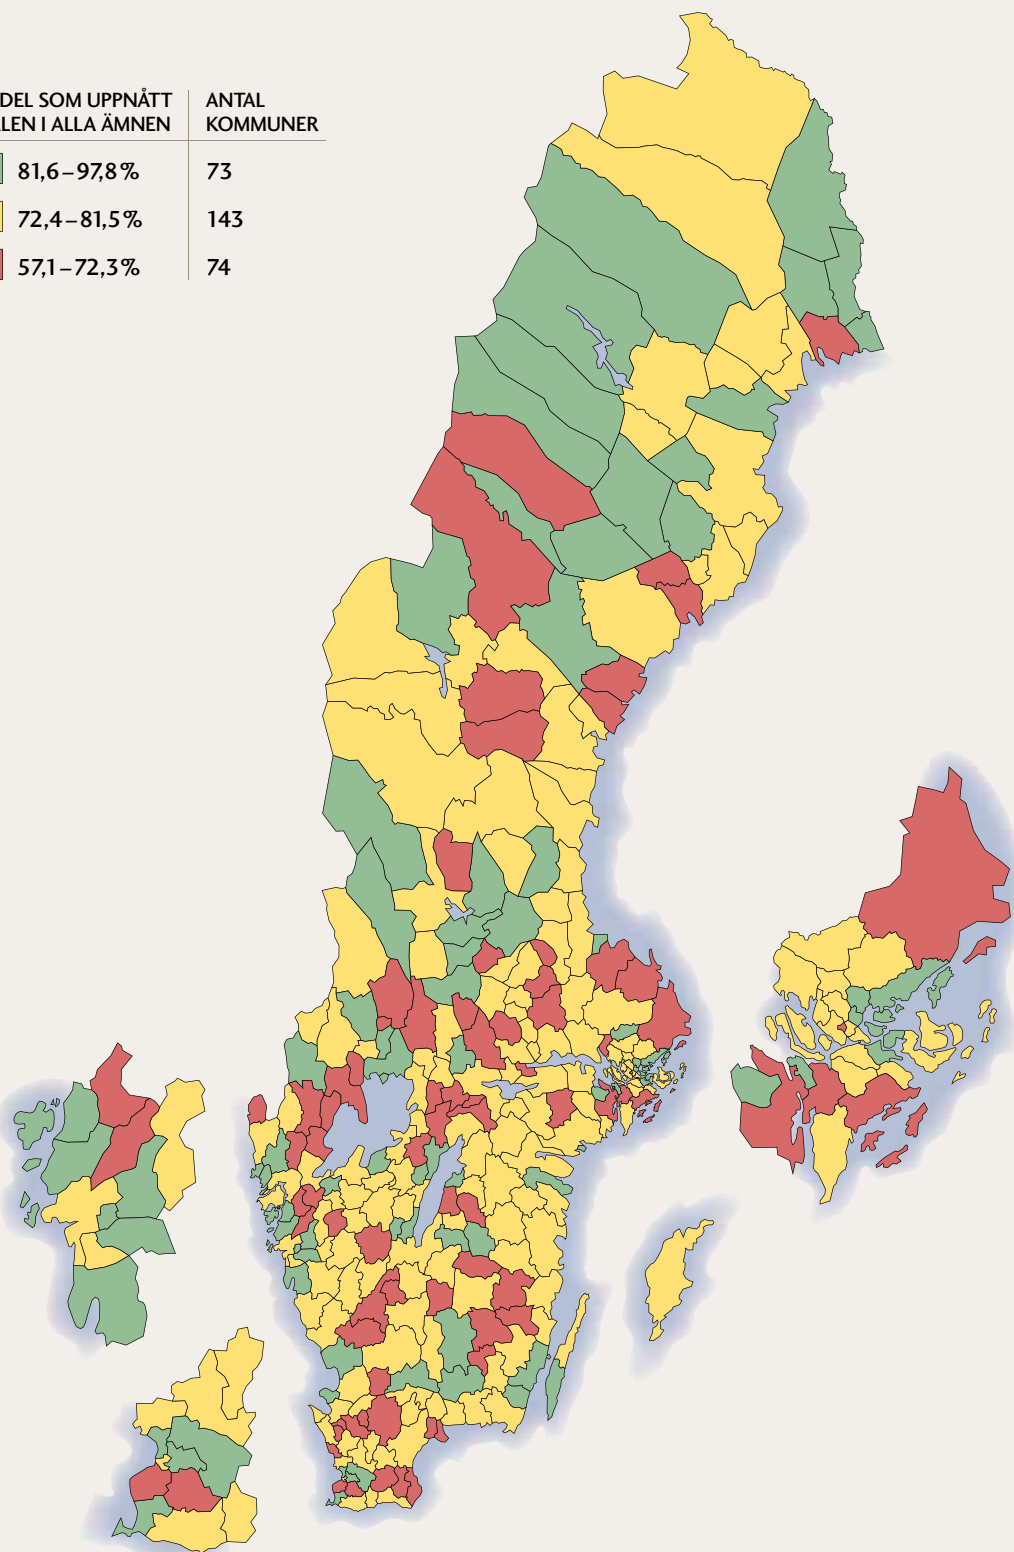 DEL SOM UPPNÅTT
LEN I ALLA ÄMNEN
ANTAL
KOMMUNER
81,6–97,8 % 73
72,4–81,5 % 143
57,1–72,3 % 74